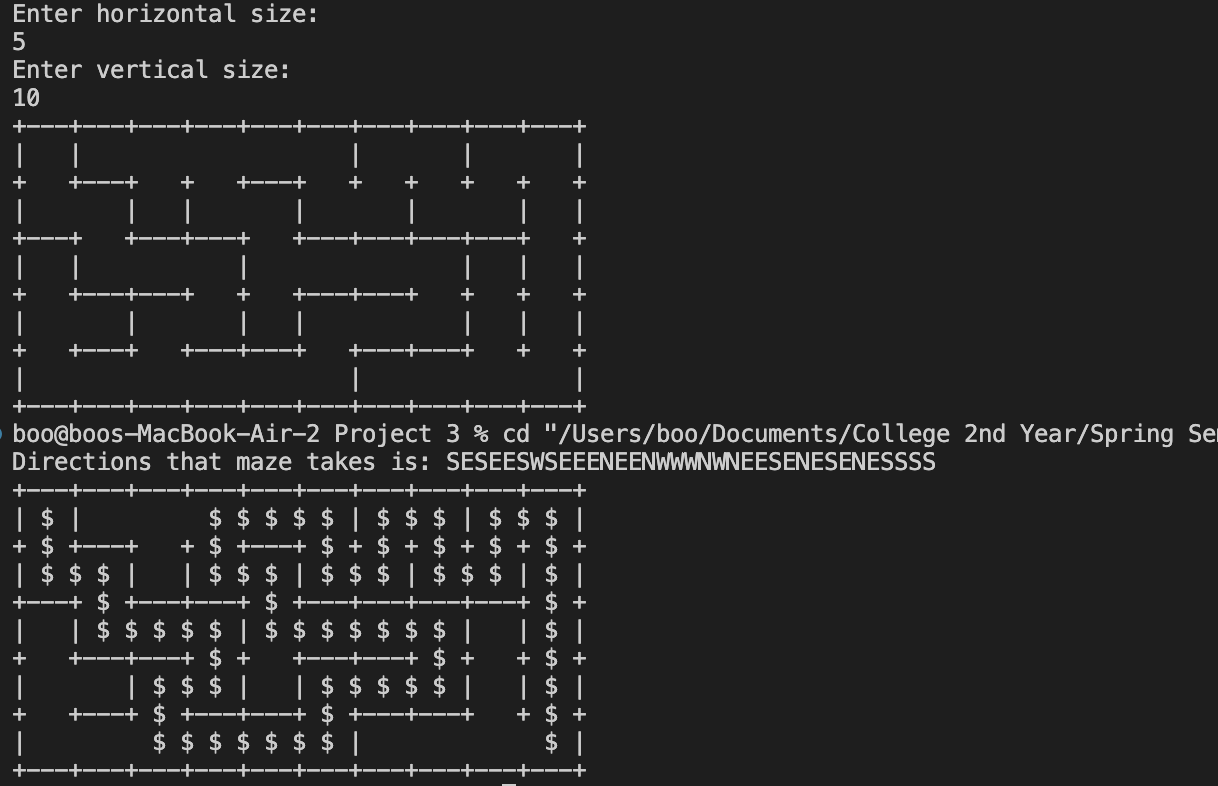 Enter horizontal size:
5
Enter vertical size:
10
+---+---+---+---+---+---+---+---+---+---+
|   |                   |       |       |
+   +---+   +   +---+   +   +   +   +   +
|       |   |       |       |       |   |
+---+   +---+---+   +---+---+---+---+   +
|   |           |               |   |   |
+   +---+---+   +   +---+---+   +   +   +
|       |       |   |           |   |   |
+   +---+   +---+---+   +---+---+   +   +
|                       |               |
+---+---+---+---+---+---+---+---+---+---+
boo@boos-MacBook-Air-2 Project 3 % cd "/Users/boo/Documents/College 2nd Year/Spring
Directions that maze takes is: SESEESWSEEENEENWWWNWNEESENESENESSSS
+---+---+---+---+---+---+---+---+---+---+
| $ |         $ $ $ $ $ | $ $ $ | $ $ $ |
+ $ +---+   + $ +---+ $ + $ + $ + $ + $ +
| $ $ $ |   | $ $ $ | $ $ $ | $ $ $ | $ |
+---+ $ +---+---+ $ +---+---+---+---+ $ +
|   | $ $ $ $ $ | $ $ $ $ $ $ $ |   | $ |
+   +---+---+ $ +   +---+---+ $ +   + $ +
|       | $ $ $ |   | $ $ $ $ $ |   | $ |
+   +---+ $ +---+---+ $ +---+---+   + $ +
|         $ $ $ $ $ $ $ |             $ |
+---+---+---+---+---+---+---+---+---+---+